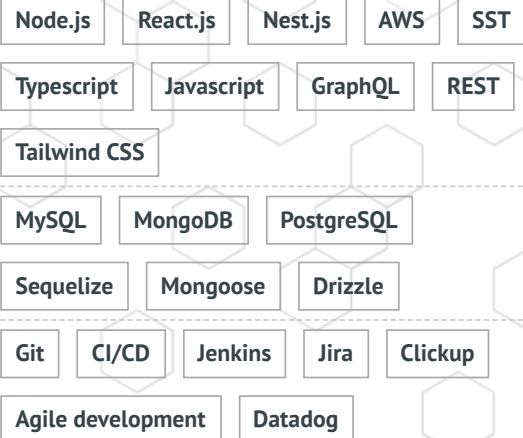 Node.js React.js Nest.js AWS SST
Typescript Javascript GraphQL REST
Tailwind CSS
MySQL MongoDB PostgreSQL
Sequelize Mongoose Drizzle
Git CI/CD Jenkins Jira Clickup
Agile development Datadog